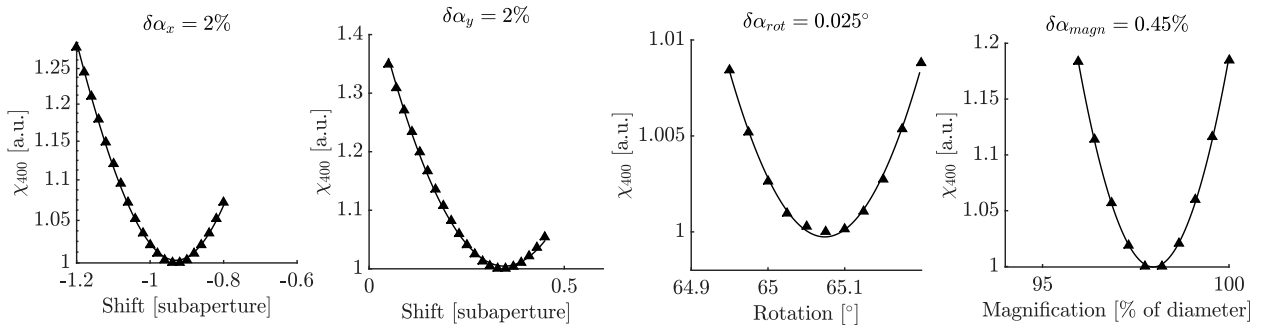 δα_x = 2%
χ_400 [a.u.]
1.25
1.2
1.15
1.1
1.05
1
-1.2
-1
-0.8
-0.6
Shift [subaperture]
δα_y = 2%
χ_400 [a.u.]
1.4
1.3
1.2
1.1
1
0
0.5
Shift [subaperture]
δα_rot = 0.025°
χ_400 [a.u.]
1.01
1.005
1
64.9
65
65.1
Rotation [°]
δα_magn = 0.45%
χ_400 [a.u.]
1.2
1.15
1.1
1.05
1
95
100
Magnification [% of diameter]